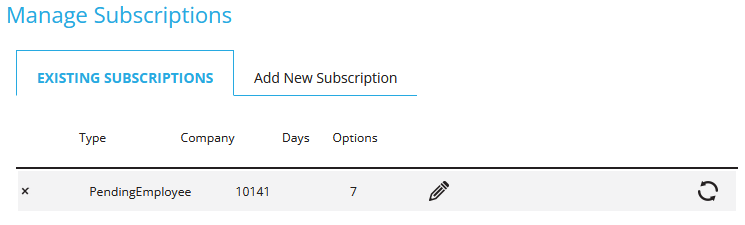 Manage Subscriptions
EXISTING SUBSCRIPTIONS Add New Subscription
Type Company Days Options
× PendingEmployee 10141 7